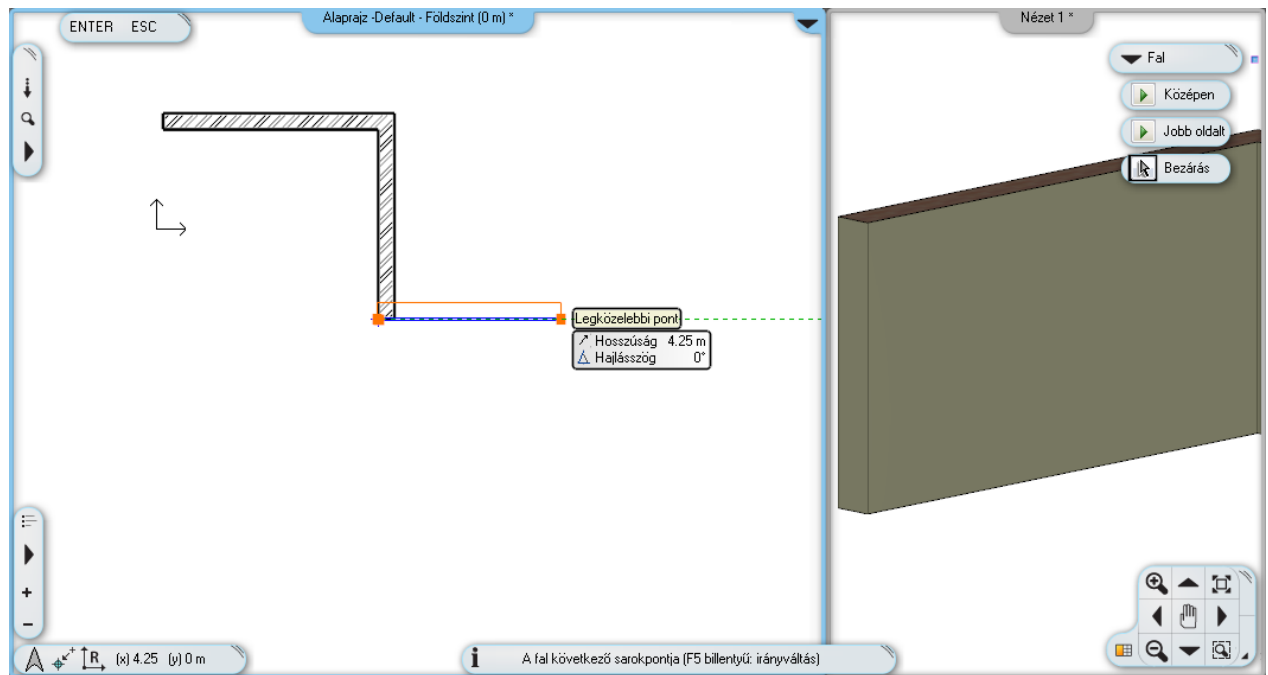 ENTER ESC
Alaprajz -Default - Földszint (0 m) *
Nézet 1 *
Fal
Középen
Jobb oldalt
Bezárás
Legközelebbi pont
Hosszúság 4.25 m
Hajlásszög 0°
R (x) 4.25 (y) 0 m
i A fal következő sarokpontja (F5 billentyű: irányváltás)